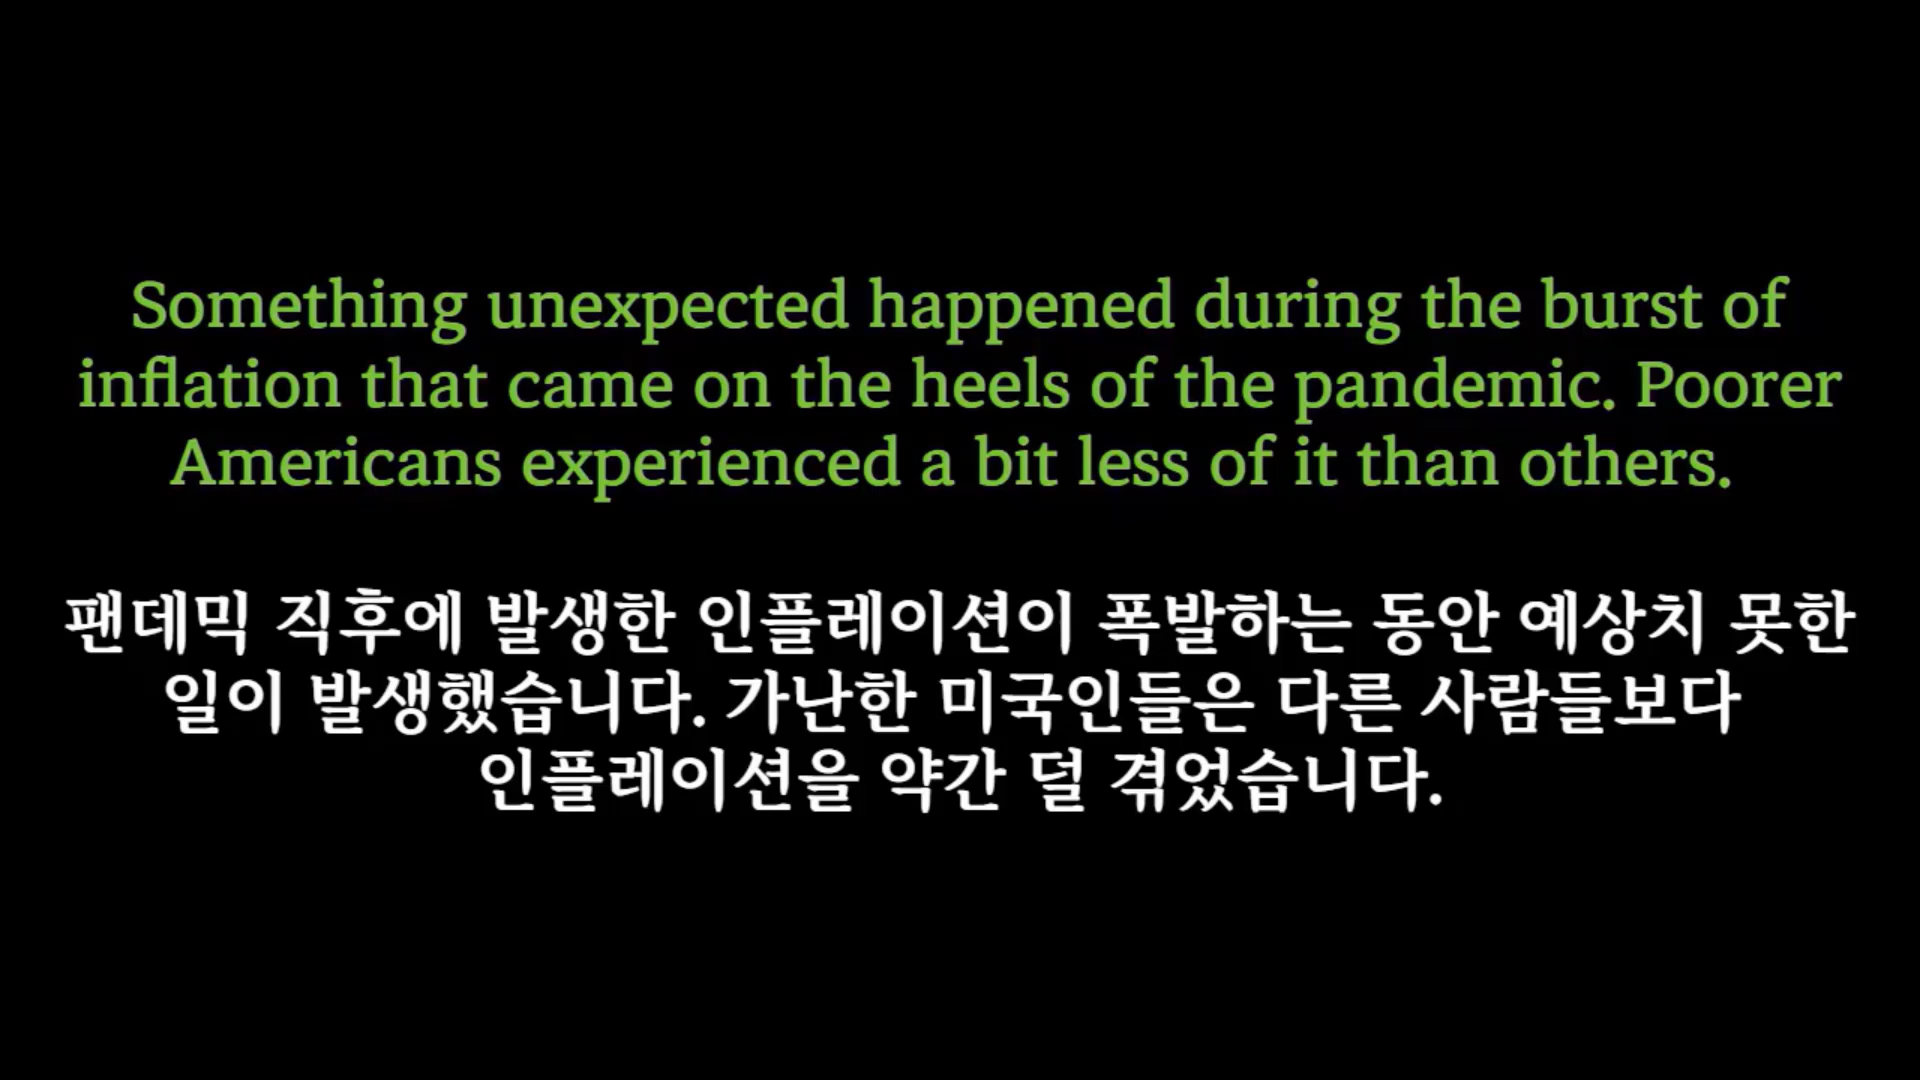 Something unexpected happened during the burst of
inflation that came on the heels of the pandemic. Poorer
Americans experienced a bit less of it than others.
팬데믹 직후에 발생한 인플레이션이 폭발하는 동안 예상치 못한
일이 발생했습니다. 가난한 미국인들은 다른 사람들보다
인플레이션을 약간 덜 겪었습니다.